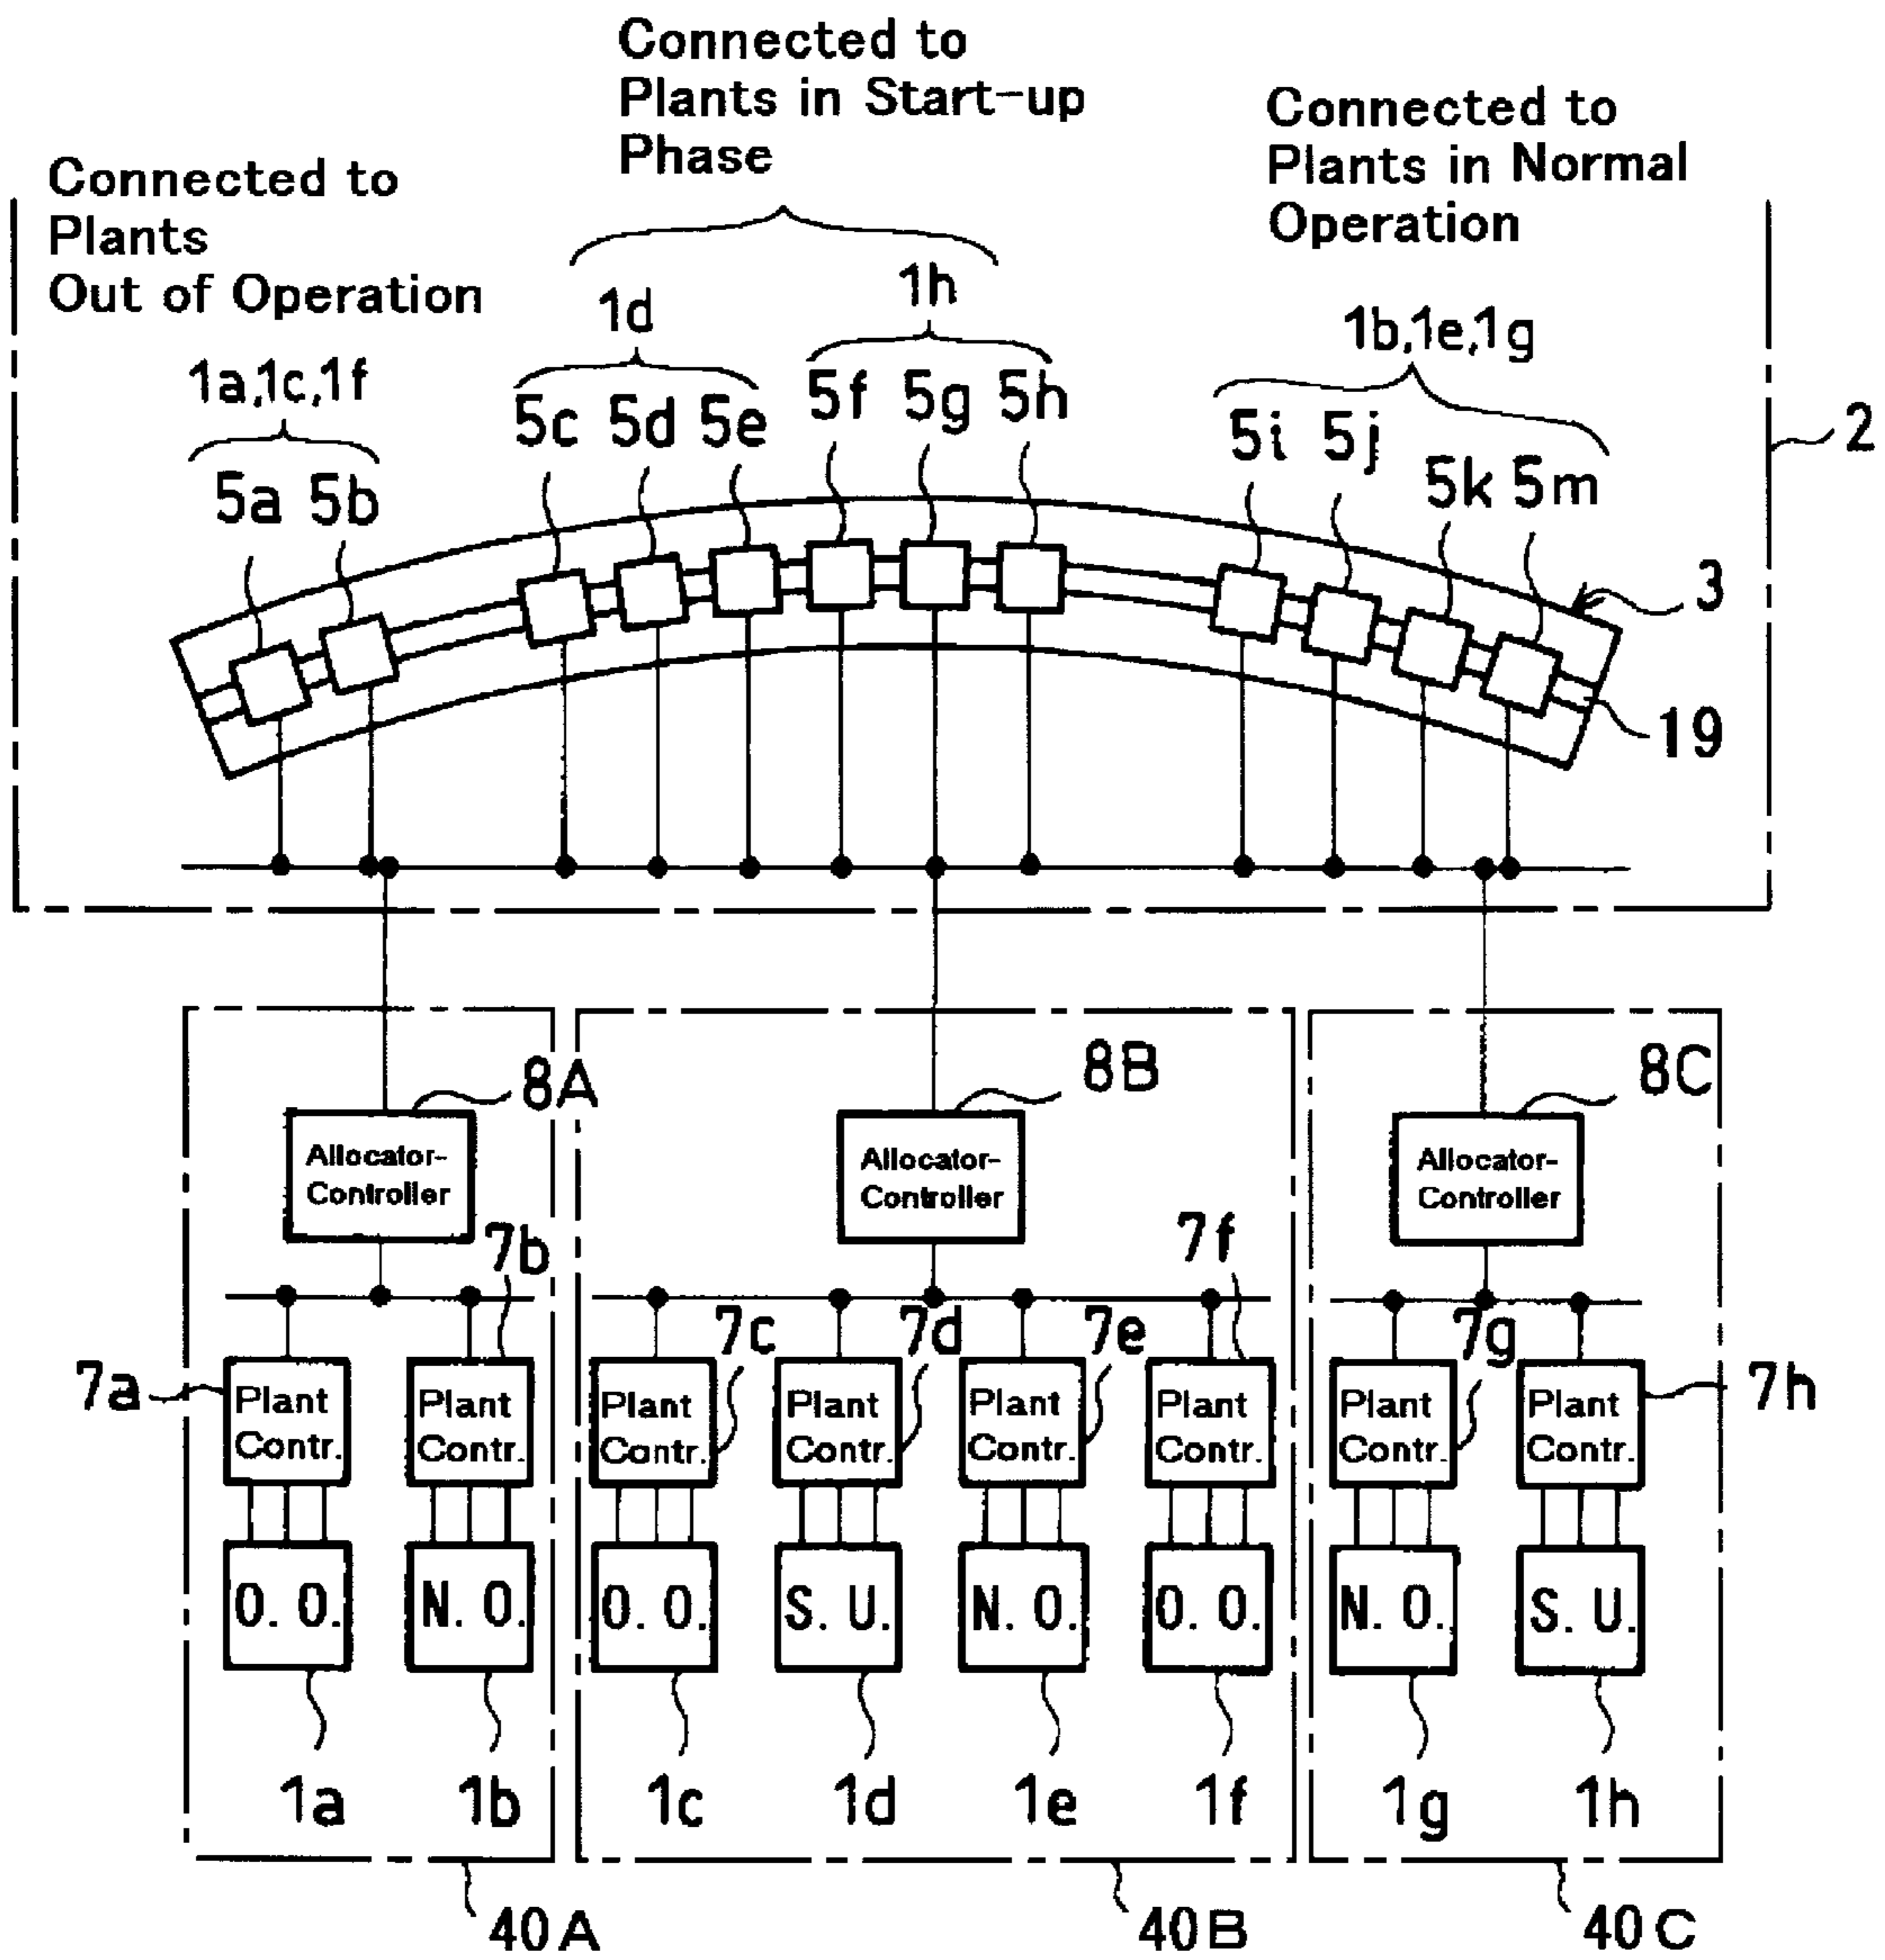 Connected to
Plants in Start-up
Phase
Connected to
Plants in Normal
Operation
Connected to
Plants
Out of Operation
1d
1h
1b,1e,1g
1a,1c,1f
5a 5b
5c 5d 5e
5f 5g 5h
5i 5j
5k 5m
2
3
19
8A
8B
8C
Allocator-
Controller
Allocator-
Controller
Allocator-
Controller
7b
7f
7c
7d
7e
7g
7a
7h
Plant
Contr.
Plant
Contr.
Plant
Contr.
Plant
Contr.
Plant
Contr.
Plant
Contr.
Plant
Contr.
Plant
Contr.
O. O.
N. O.
O. O.
S. U.
N. O.
O. O.
N. O.
S. U.
1a
1b
1c
1d
1e
1f
1g
1h
40A
40B
40C